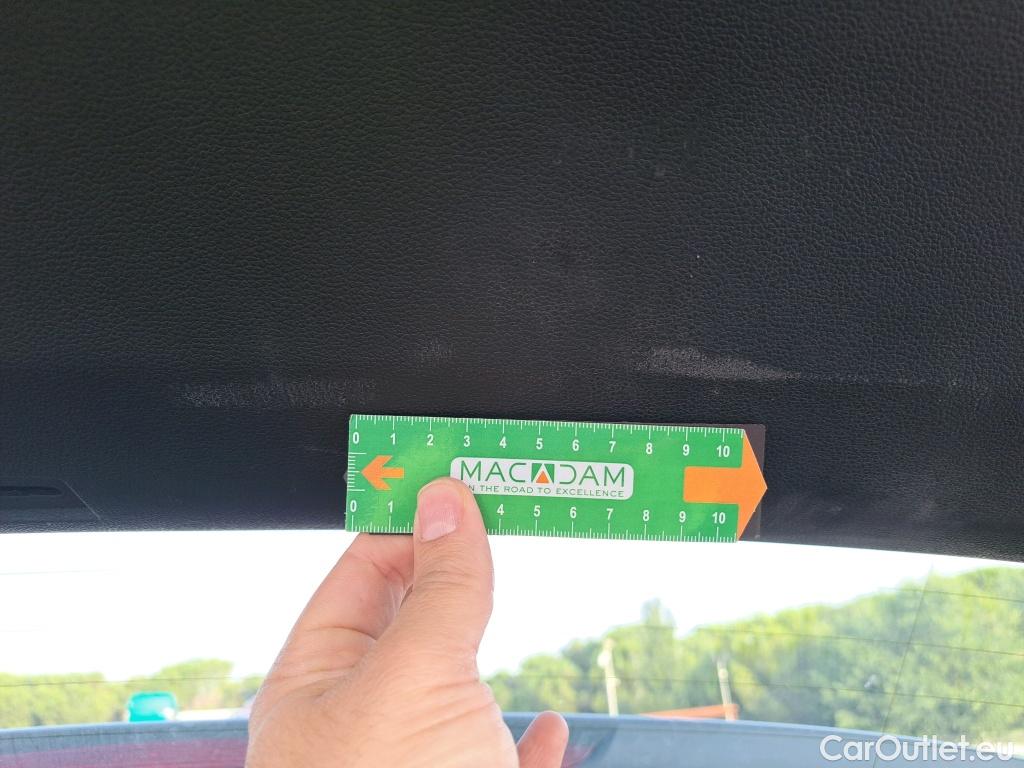 0 1 2 3 4 5 6 7 8 9 10
MACADAM
N THE ROAD TO EXCELLENCE
0 1 4 5 6 7 8 9 10
CarOutlet.eu